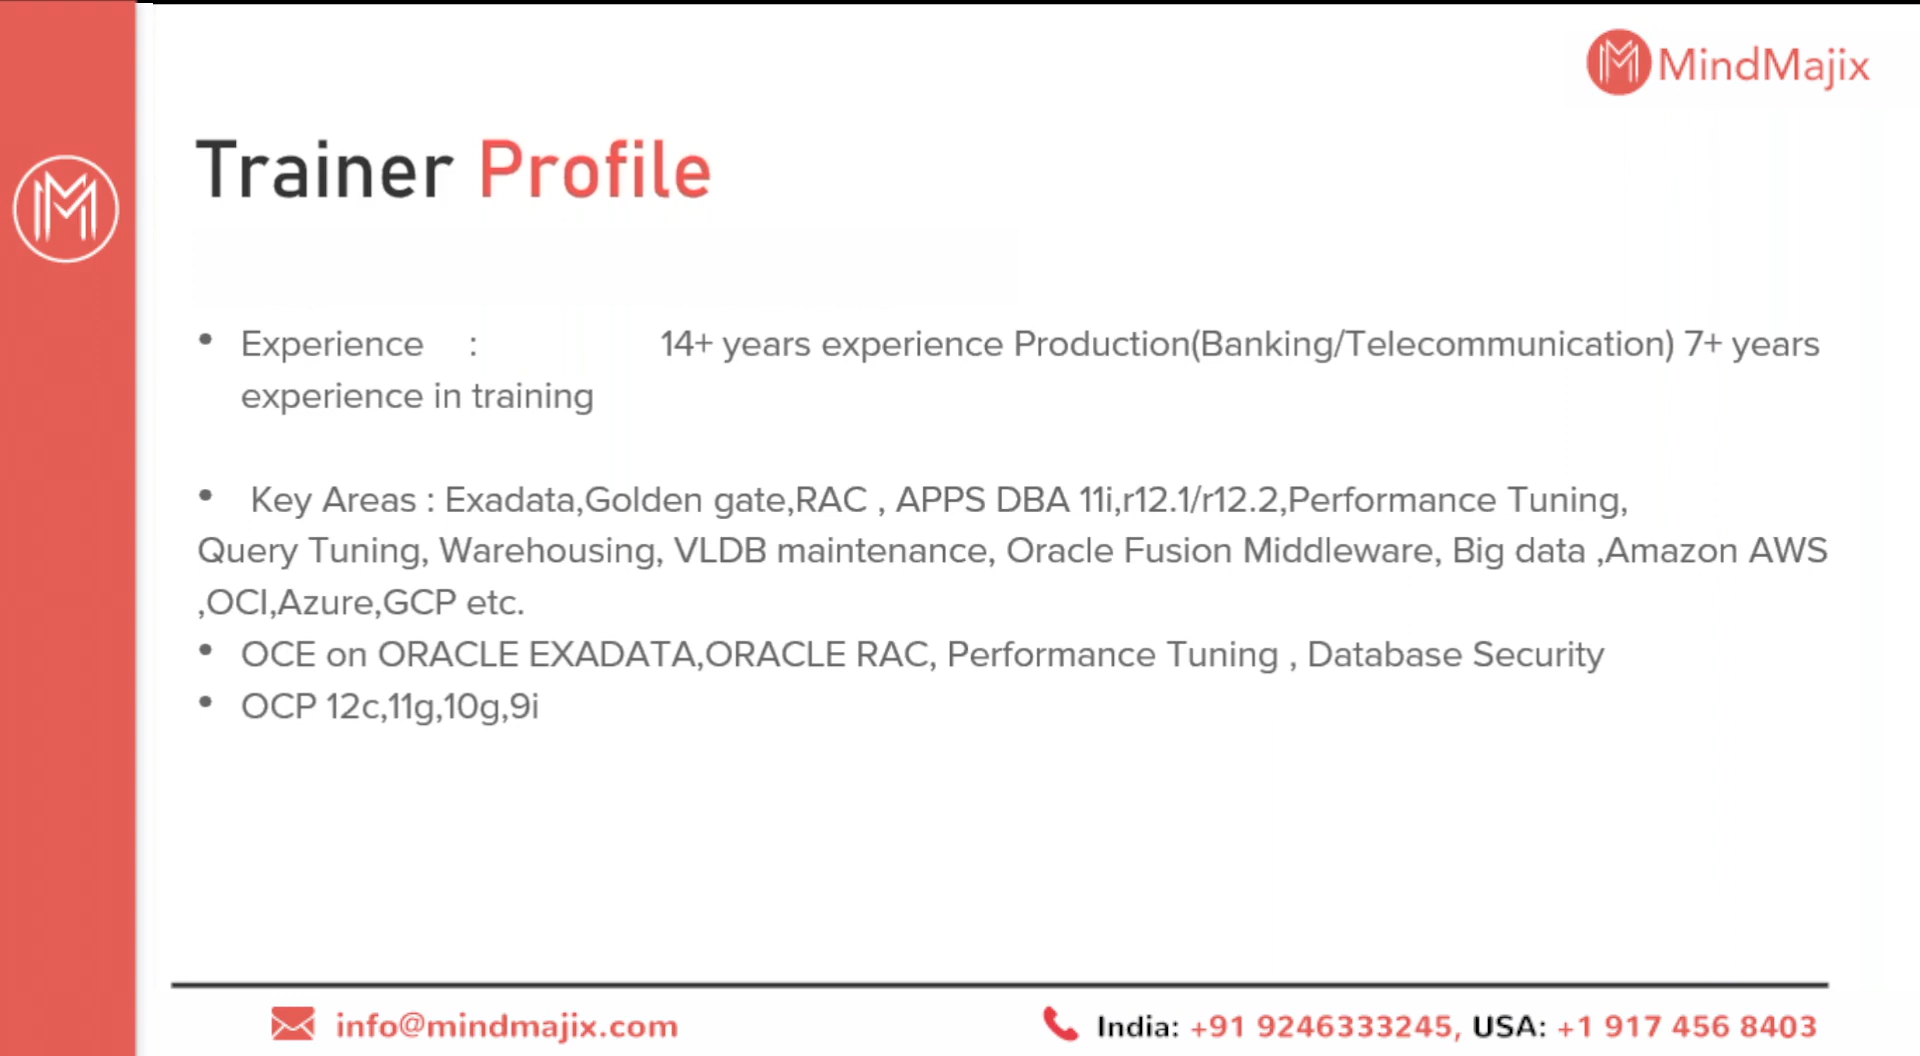 MindMajix
Trainer Profile
• Experience : 14+ years experience Production(Banking/Telecommunication) 7+ years
experience in training
• Key Areas : Exadata,Golden gate,RAC , APPS DBA 11i,r12.1/r12.2,Performance Tuning,
Query Tuning, Warehousing, VLDB maintenance, Oracle Fusion Middleware, Big data ,Amazon AWS
,OCI,Azure,GCP etc.
• OCE on ORACLE EXADATA,ORACLE RAC, Performance Tuning , Database Security
• OCP 12c,11g,10g,9i
info@mindmajix.com
India: +91 9246333245, USA: +1 917 456 8403